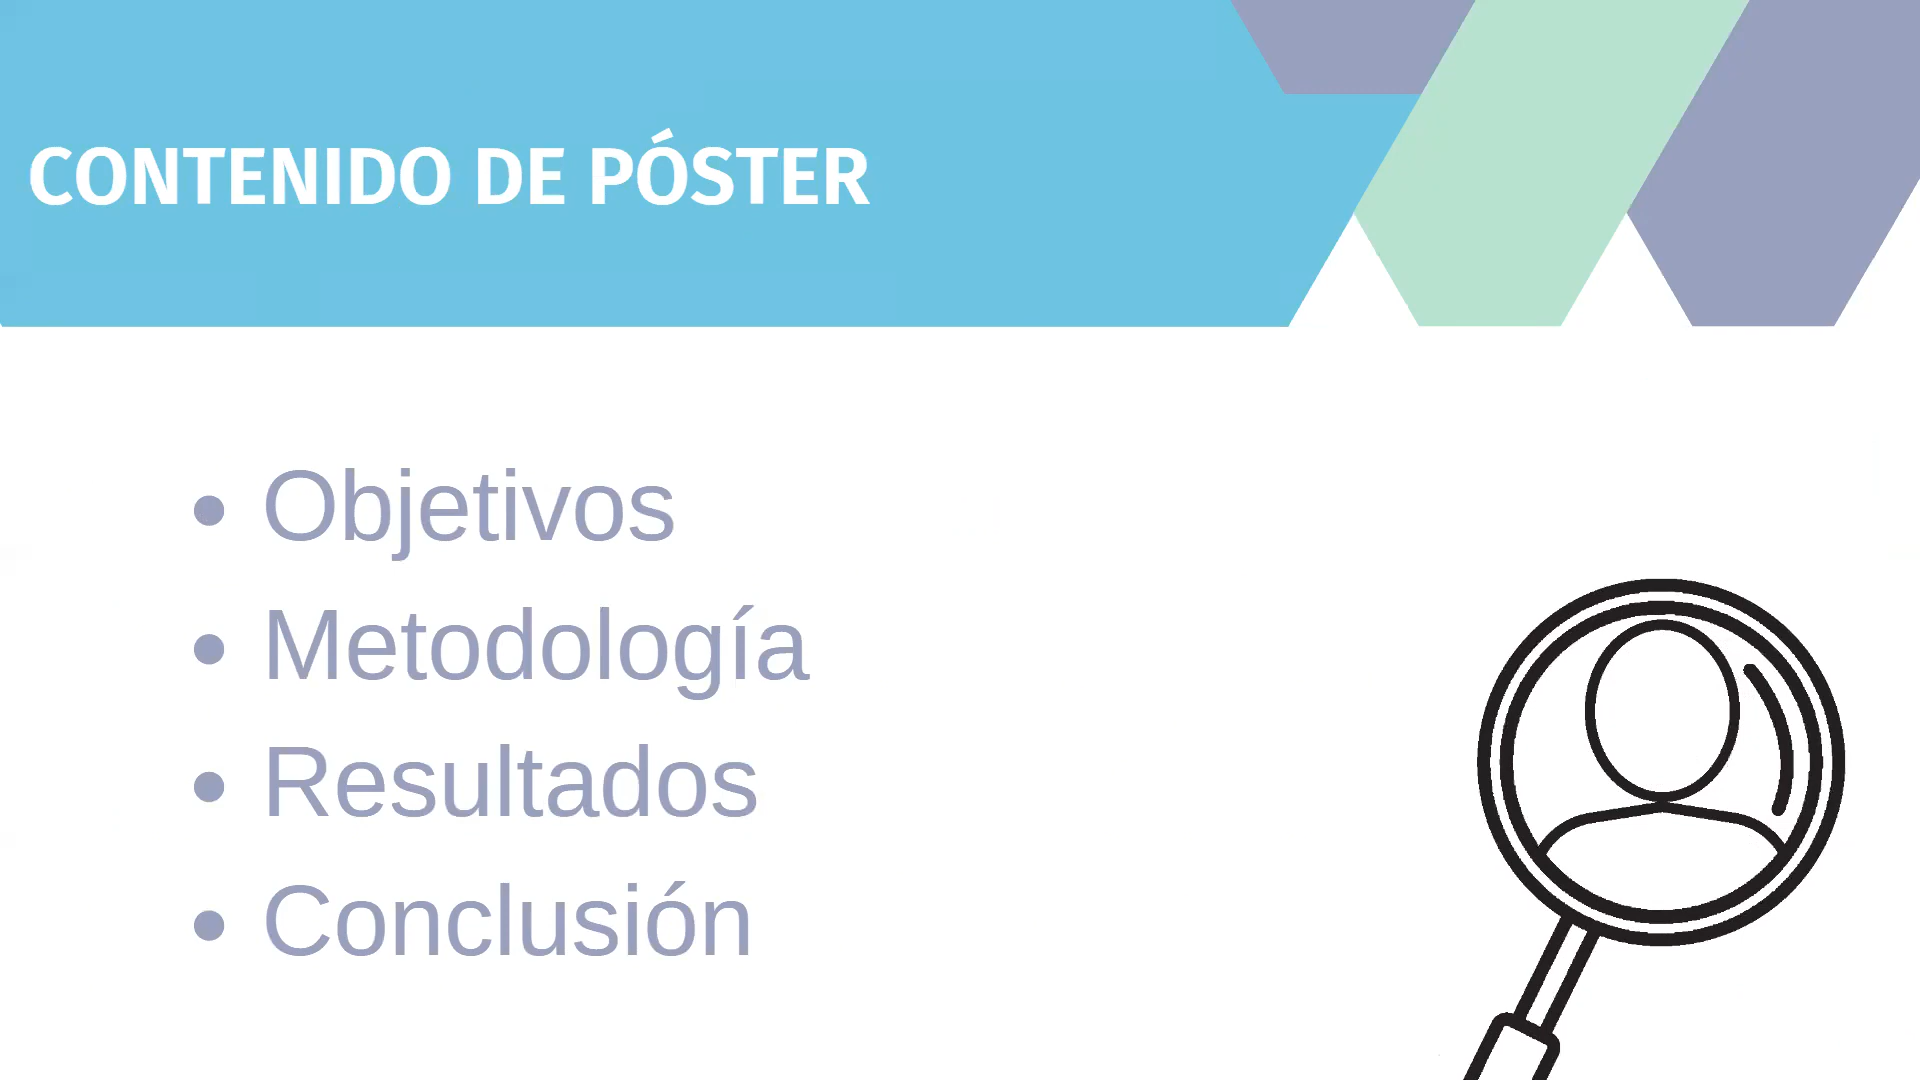 CONTENIDO DE PÓSTER
• Objetivos
• Metodología
• Resultados
• Conclusión